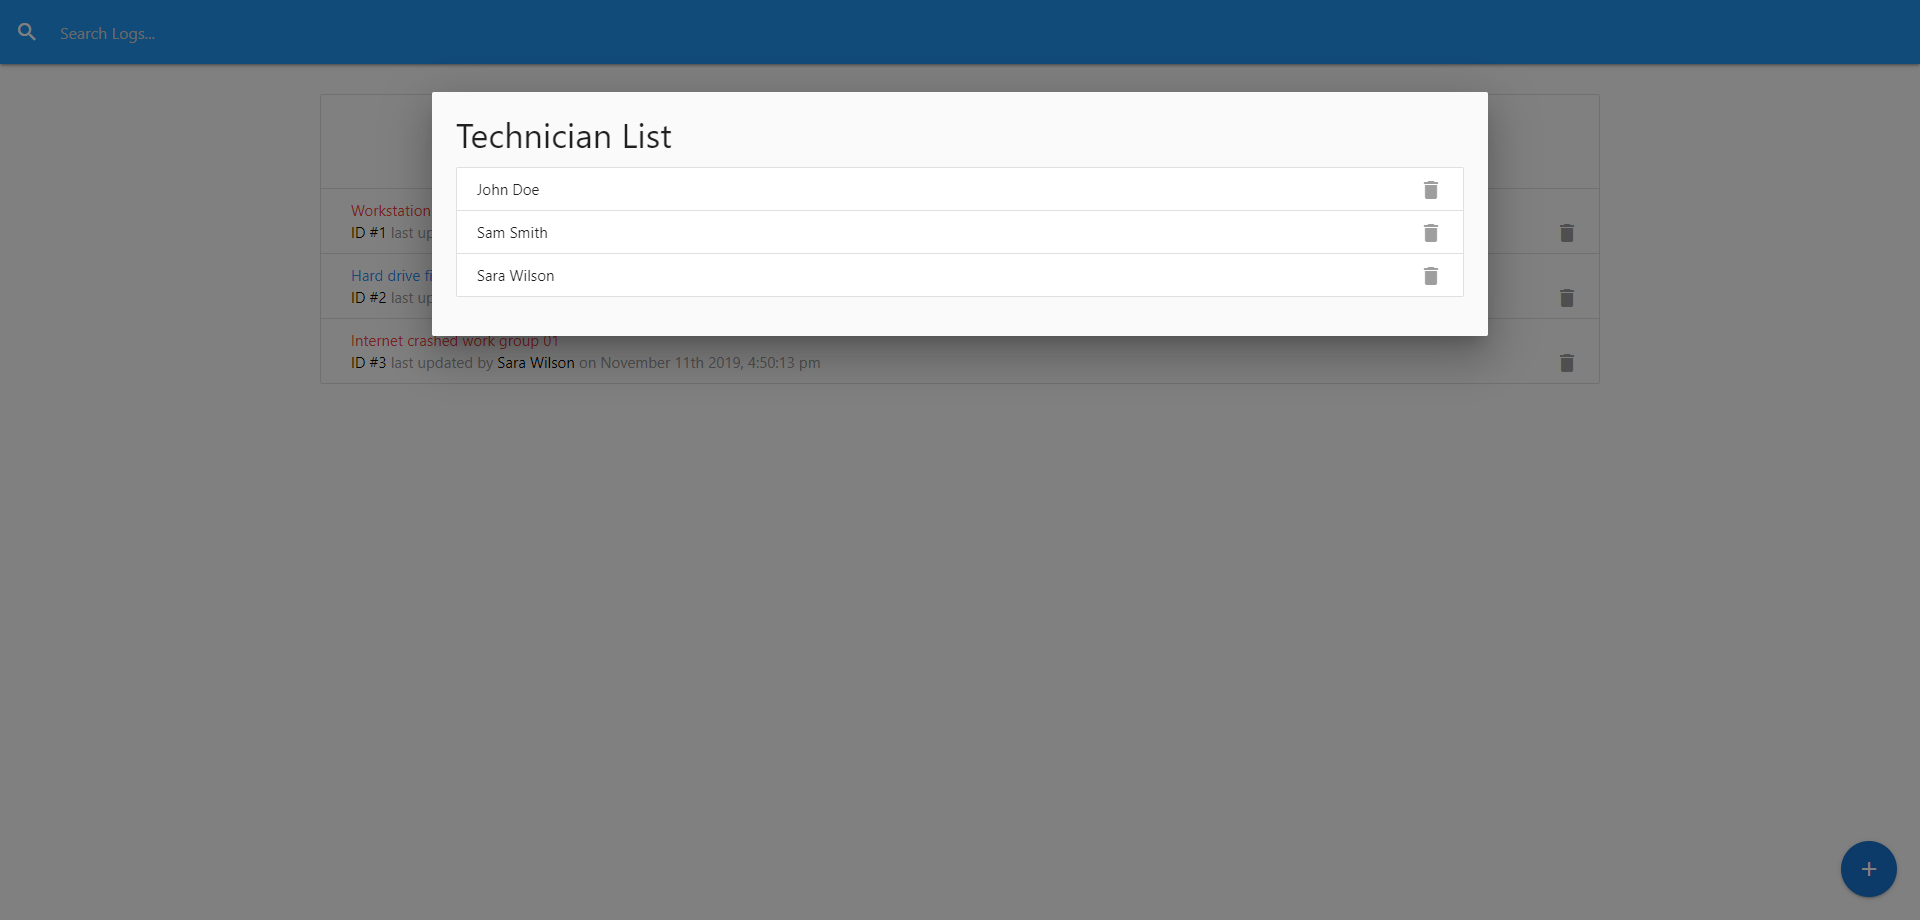 Search Logs...
Technician List
John Doe
Sam Smith
Sara Wilson
Workstation
ID #1 last up
Hard drive fi
ID #2 last up
Internet crashed work group 01
ID #3 last updated by Sara Wilson on November 11th 2019, 4:50:13 pm